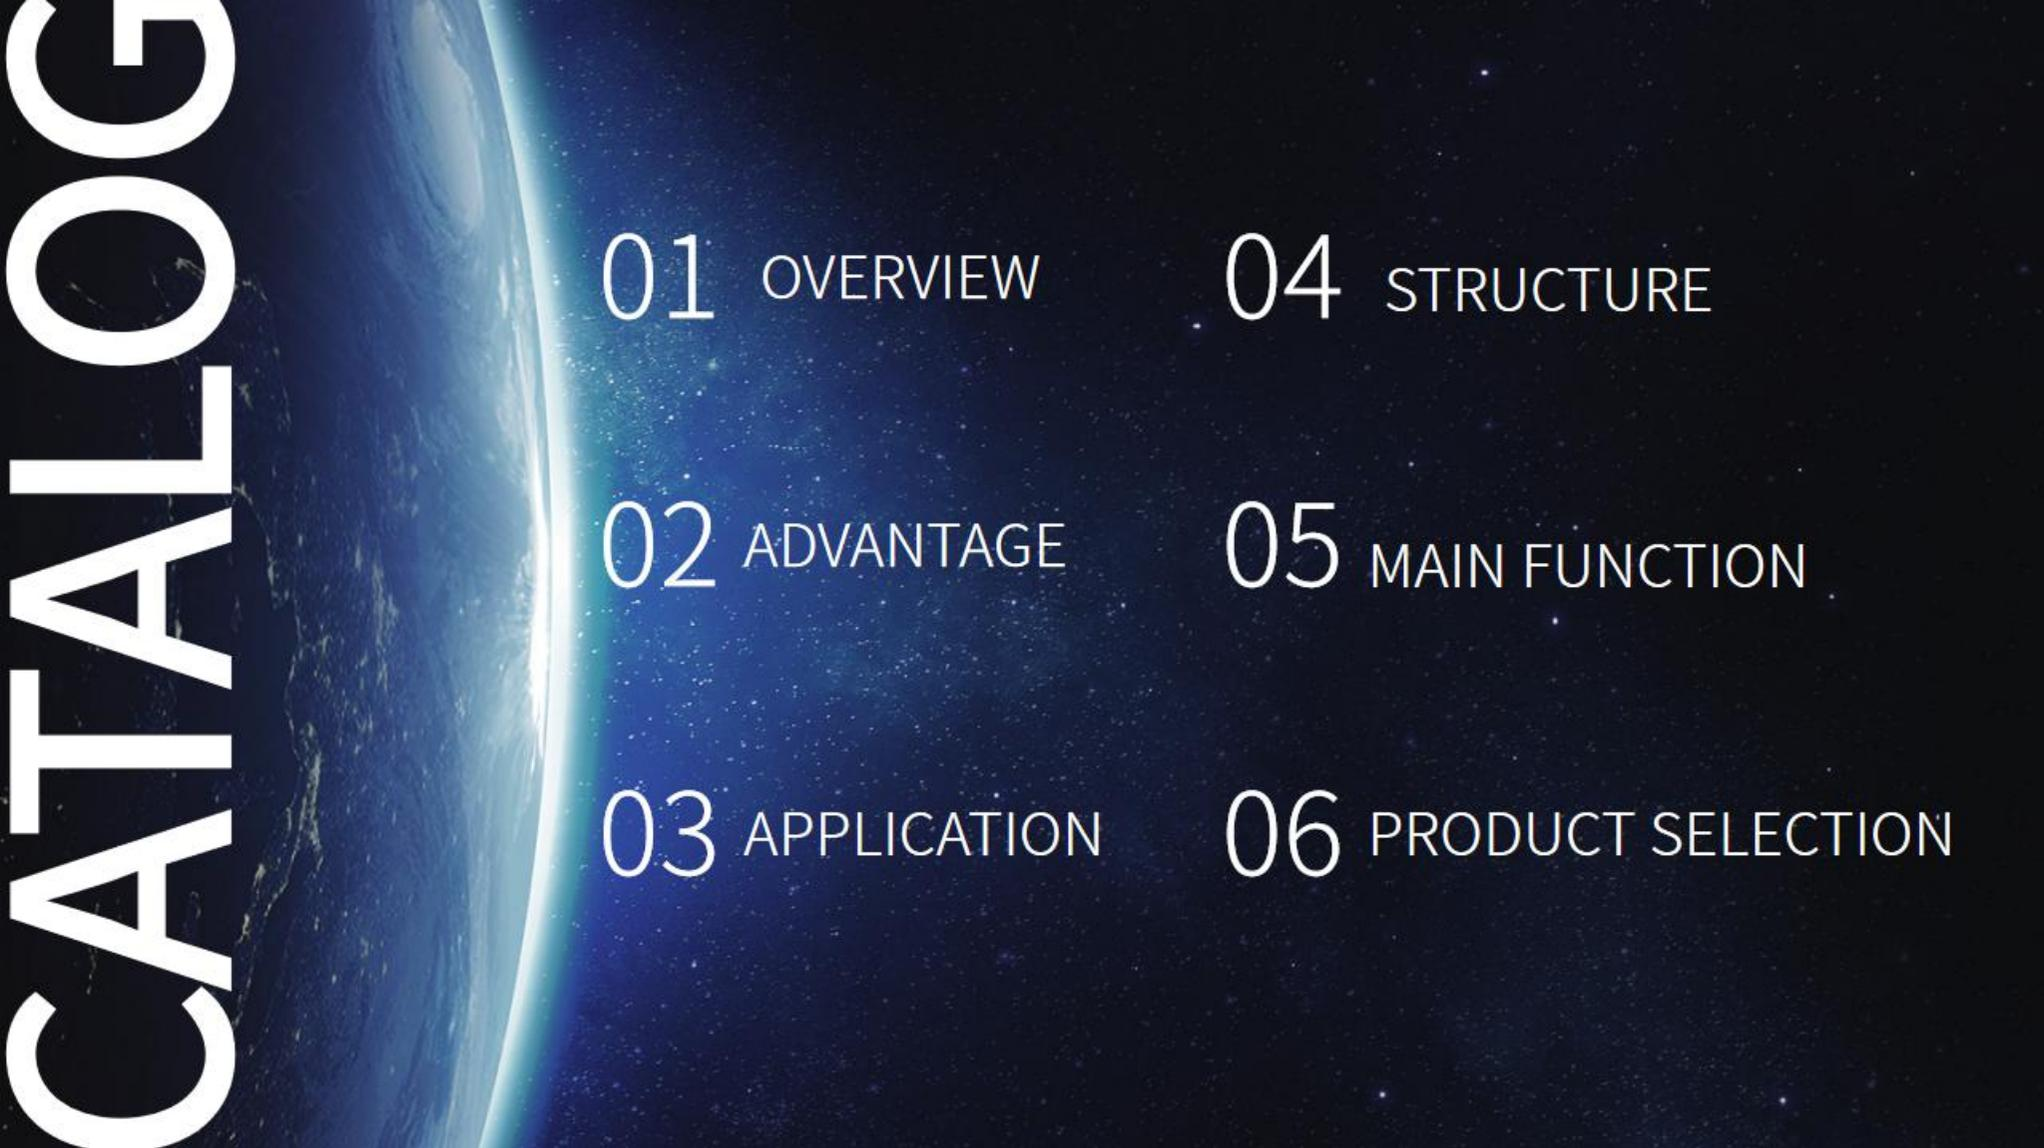 CATALOG
01 OVERVIEW
02 ADVANTAGE
03 APPLICATION
04 STRUCTURE
05 MAIN FUNCTION
06 PRODUCT SELECTION